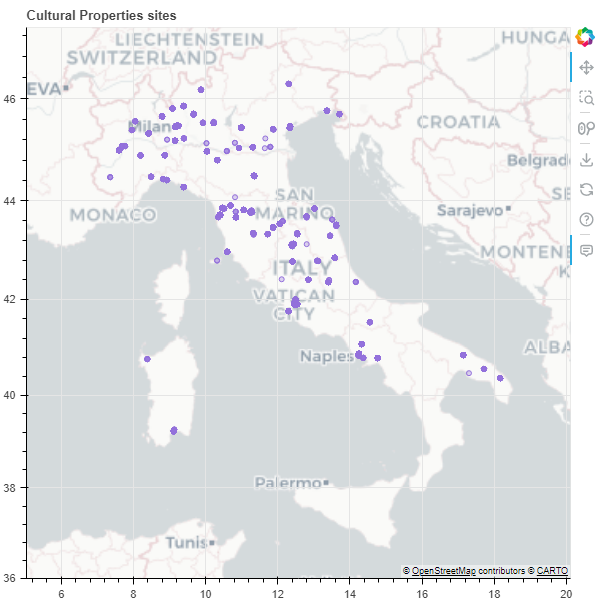 Cultural Properties sites
LIECHTENSTEIN
HUNGA
SWITZERLAND
EVA
46
Milan
CROATIA
Belgrad
44
SAN
MARINO
SE
MONACO
Sarajevo
MONTENE
K
ITALY
42
VATICAN
CITY
ALBA
Naples
40
38
Palermo
Tunis
© OpenStreetMap contributors © CARTO
36
6 8 10 12 14 16 18 20